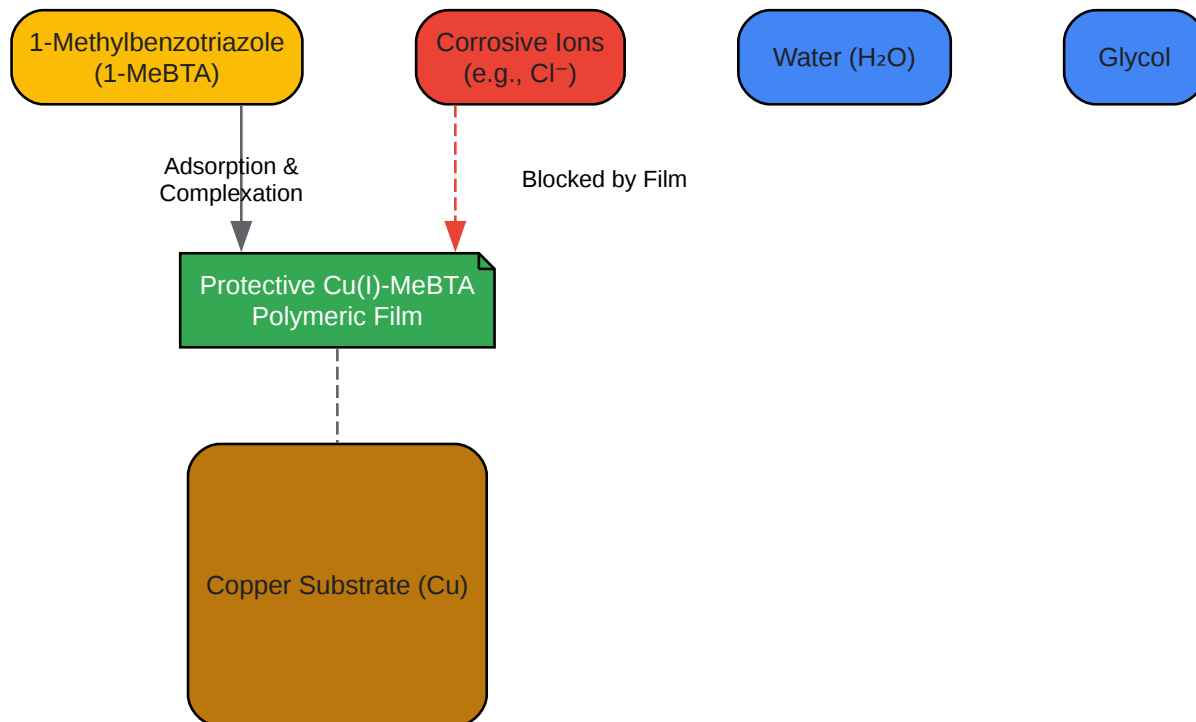 1-Methylbenzotriazole
(1-MeBTA)
Corrosive Ions
(e.g., Cl⁻)
Water (H₂O)
Glycol
Adsorption &
Complexation
Blocked by Film
Protective Cu(I)-MeBTA
Polymeric Film
Copper Substrate (Cu)